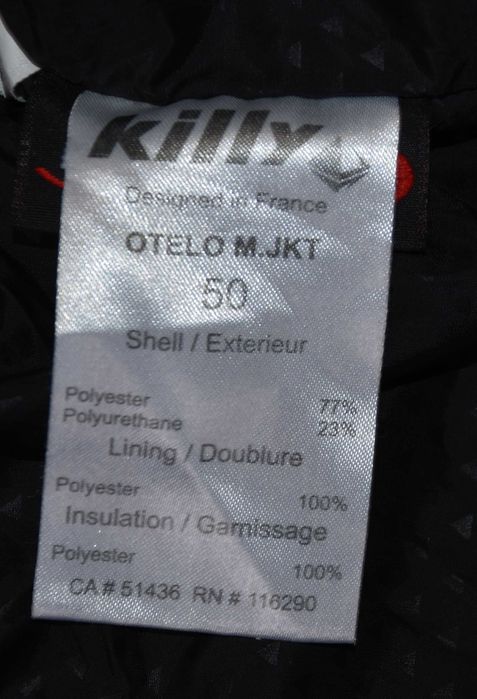 killy
Designed in France
OTELO M.JKT
50
Shell / Exterieur
Polyester 77%
Polyurethane 23%
Lining / Doublure
Polyester 100%
Insulation / Garnissage
Polyester 100%
CA # 51436 RN # 116290